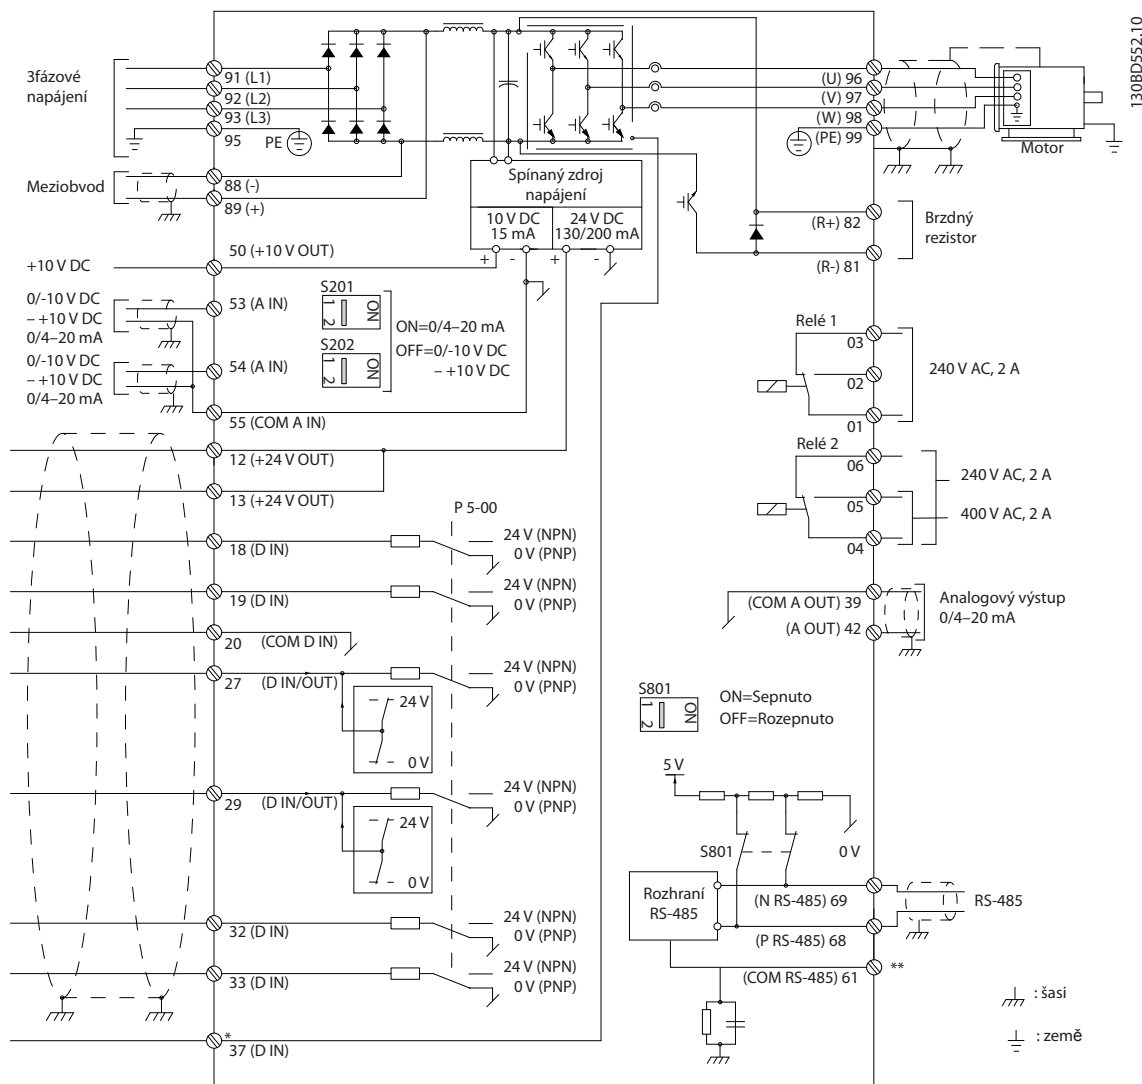 130BD552.10
3fázové
napájení
91 (L1)
92 (L2)
93 (L3)
95
PE
Meziobvod
88 (-)
89 (+)
50 (+10 V OUT)
+10 V DC
0/-10 V DC
– +10 V DC
0/4–20 mA
53 (A IN)
0/-10 V DC
– +10 V DC
0/4–20 mA
54 (A IN)
55 (COM A IN)
12 (+24 V OUT)
13 (+24 V OUT)
18 (D IN)
19 (D IN)
20 (COM D IN)
27 (D IN/OUT)
29 (D IN/OUT)
32 (D IN)
33 (D IN)
*
37 (D IN)
Spínaný zdroj
napájení
10 V DC
15 mA
+ -
24 V DC
130/200 mA
+ -
S201
1
2
ON
S202
1
2
ON
ON=0/4–20 mA
OFF=0/-10 V DC
– +10 V DC
P 5-00
24 V (NPN)
0 V (PNP)
24 V (NPN)
0 V (PNP)
24 V (NPN)
0 V (PNP)
24 V
0 V
24 V (NPN)
0 V (PNP)
24 V
0 V
24 V (NPN)
0 V (PNP)
24 V (NPN)
0 V (PNP)
(U) 96
(V) 97
(W) 98
(PE) 99
Motor
(R+) 82
(R-) 81
Brzdný
rezistor
Relé 1
03
02
01
240 V AC, 2 A
Relé 2
06
05
04
240 V AC, 2 A
400 V AC, 2 A
(COM A OUT) 39
(A OUT) 42
Analogový výstup
0/4–20 mA
S801
1
2
ON
ON=Sepnuto
OFF=Rozepnuto
5 V
S801
0 V
Rozhraní
RS-485
(N RS-485) 69
(P RS-485) 68
(COM RS-485) 61
RS-485
**
: šasi
: země